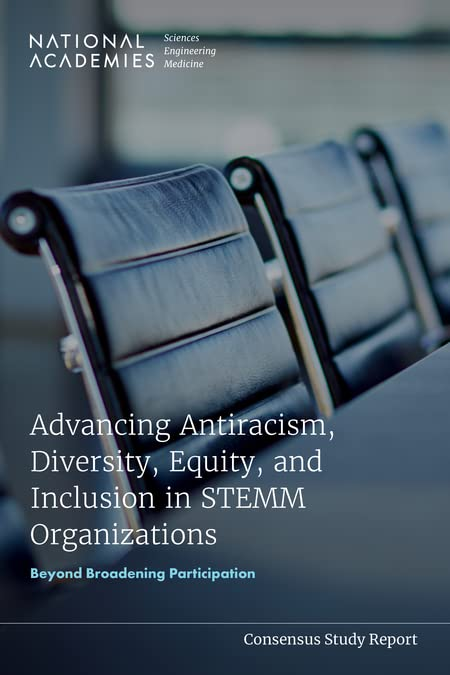 NATIONAL
ACADEMIES
Sciences
Engineering
Medicine
Advancing Antiracism,
Diversity, Equity, and
Inclusion in STEMM
Organizations
Beyond Broadening Participation
Consensus Study Report